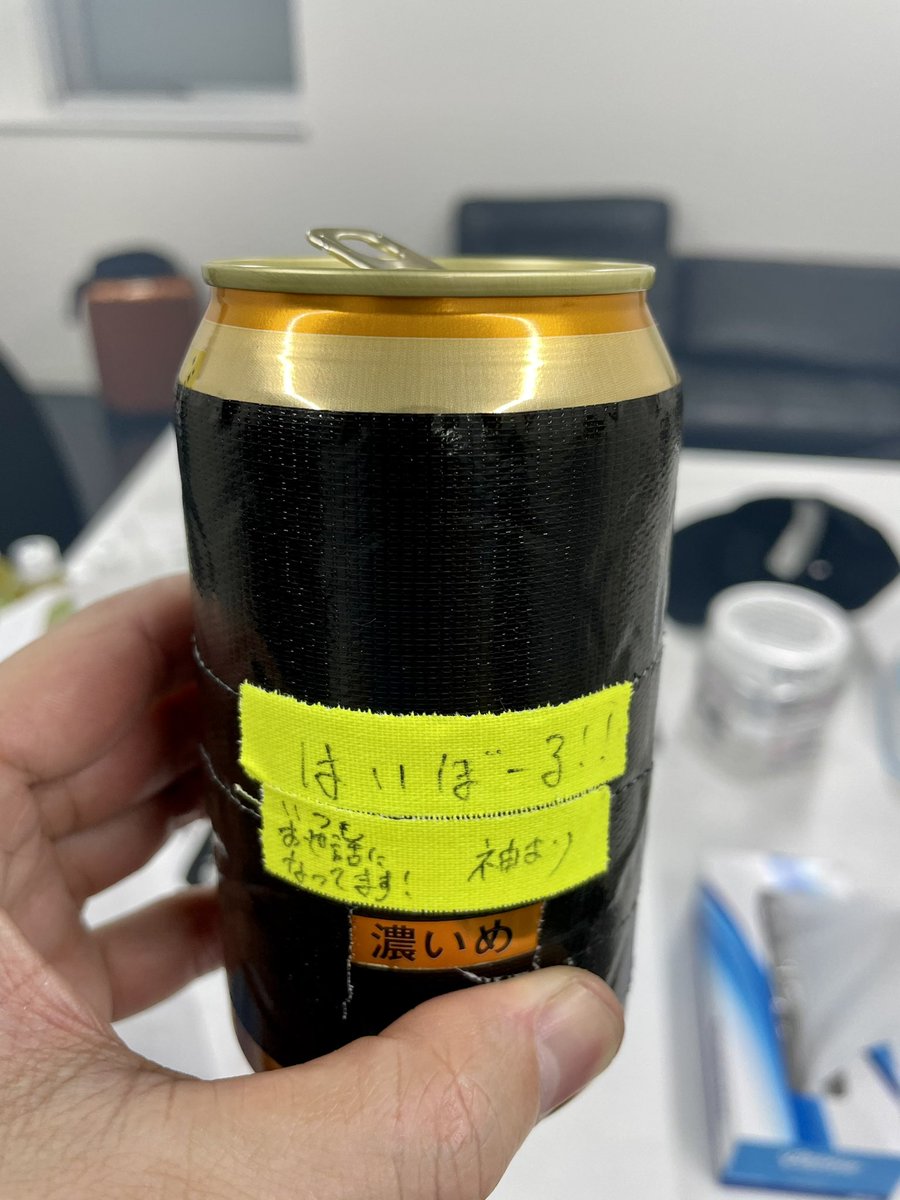 はいぼーる!!
いつも
お世話に
なってます!
神より
濃いめ